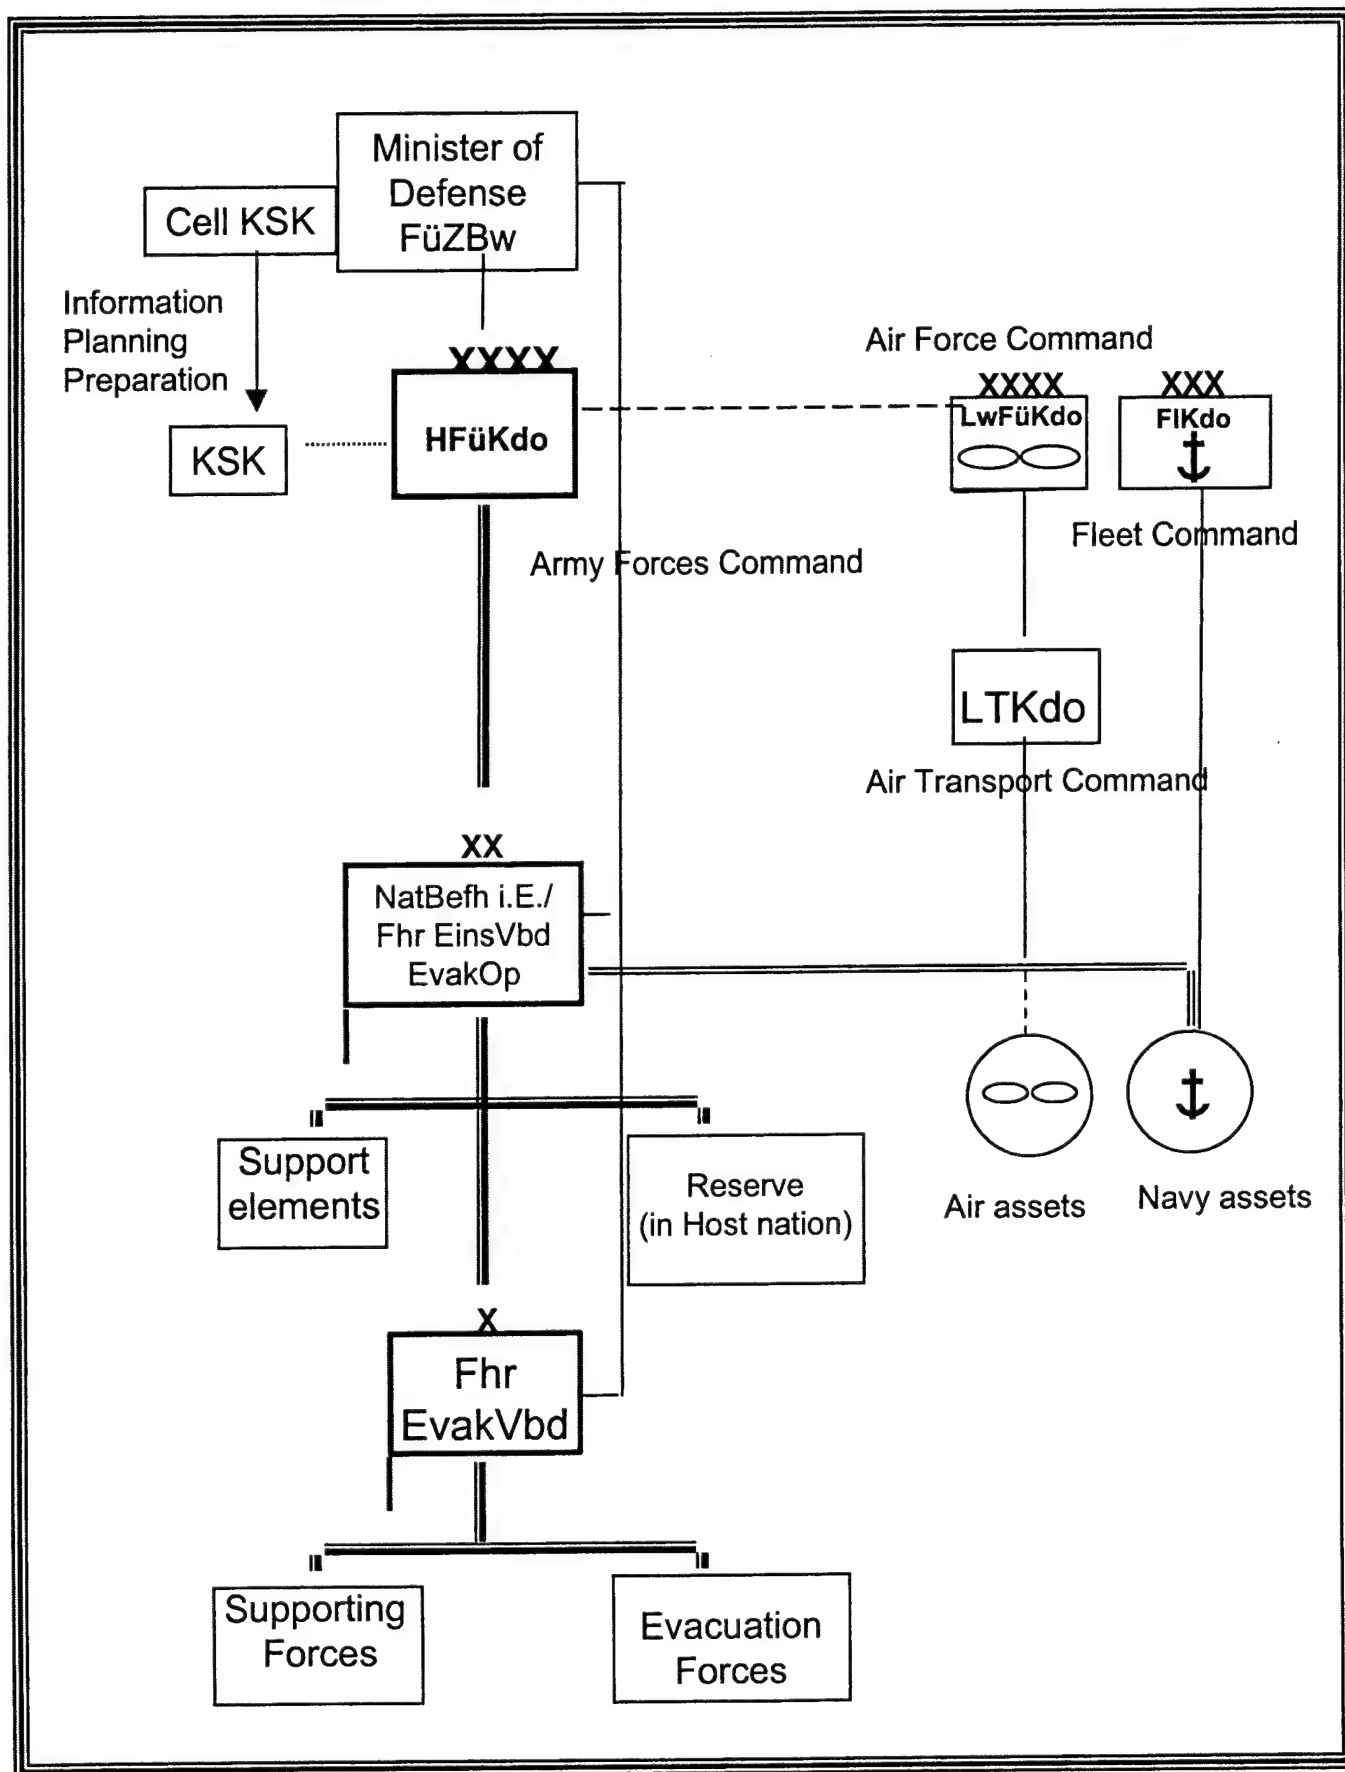 Minister of
Defense
FüZBw
Cell KSK
Information
Planning
Preparation
KSK
XXXX
HFüKdo
Army Forces Command
Air Force Command
XXXX
LwFüKdo
XXX
FlKdo
Fleet Command
LTKdo
Air Transport Command
XX
NatBefh i.E./
Fhr EinsVbd
EvakOp
Support
elements
Reserve
(in Host nation)
Air assets
Navy assets
X
Fhr
EvakVbd
Supporting
Forces
Evacuation
Forces